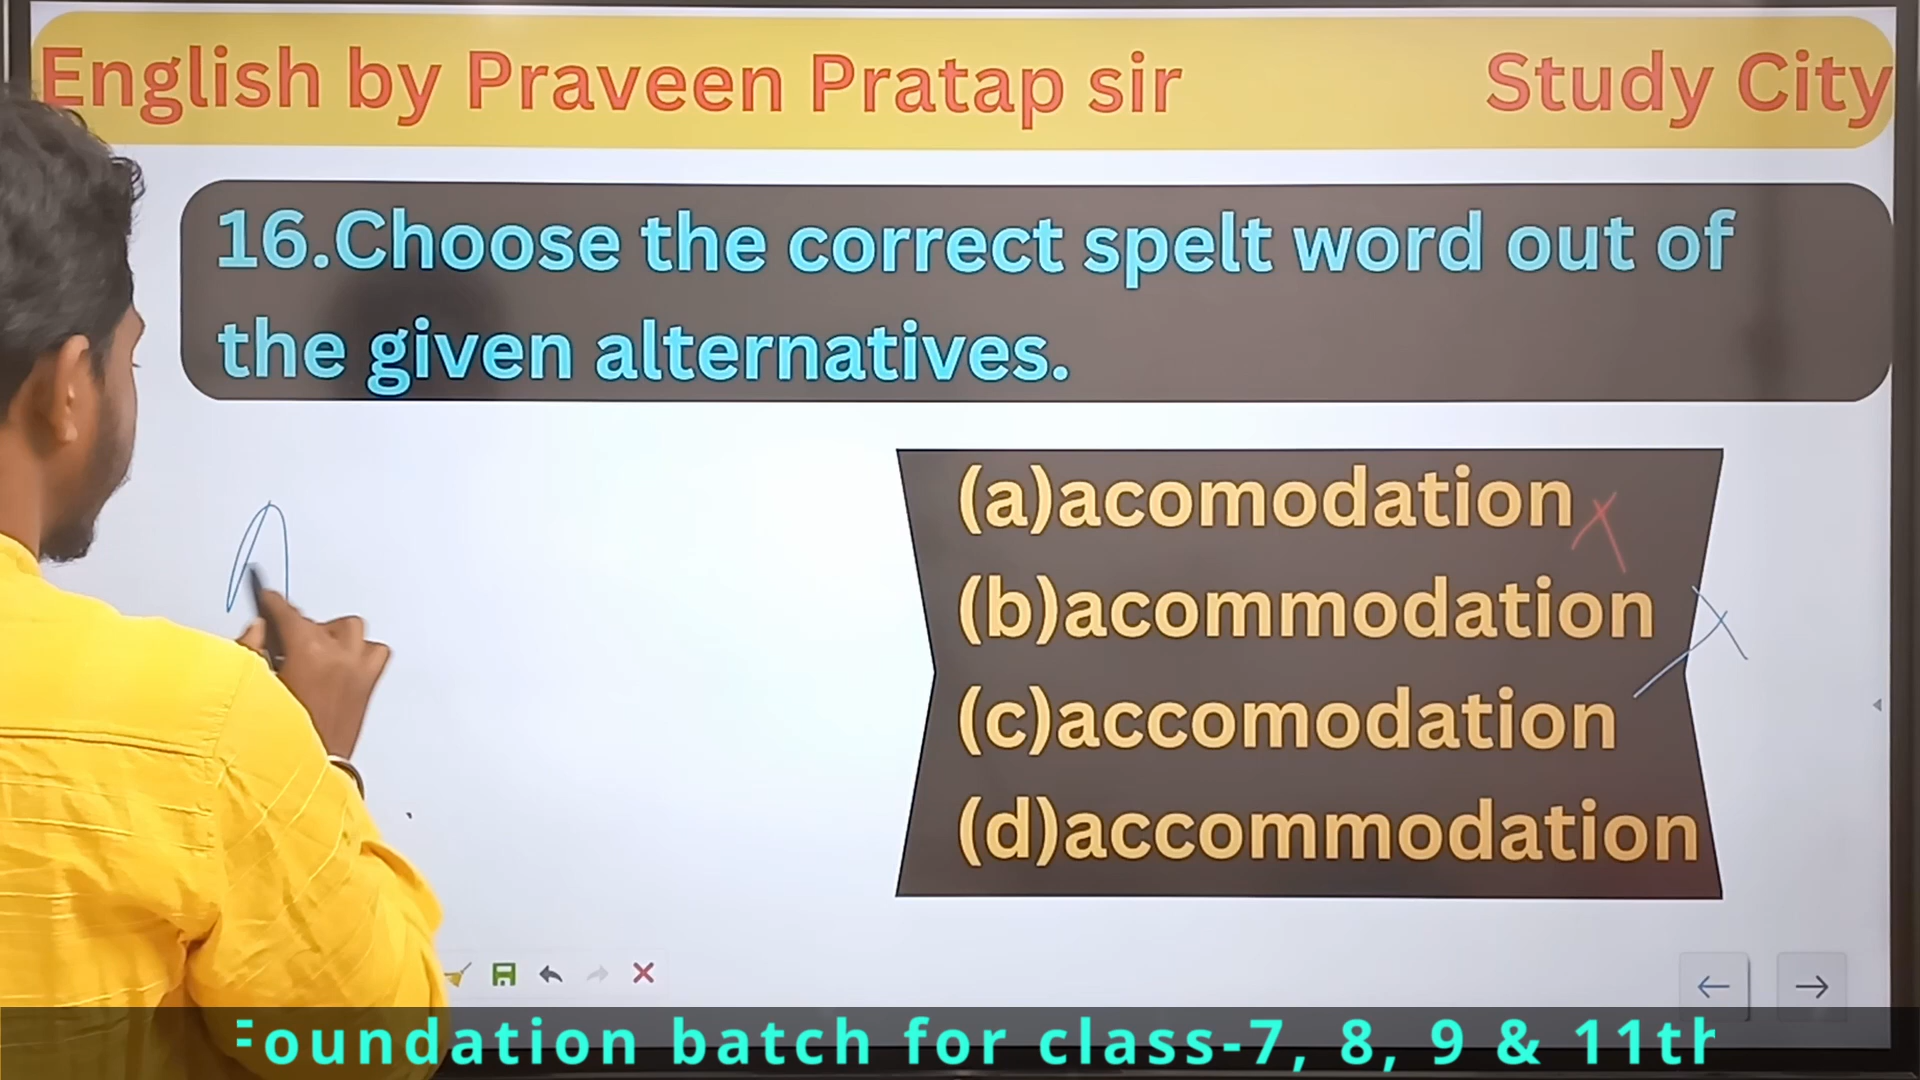 English by Praveen Pratap sir Study City
16.Choose the correct spelt word out of
the given alternatives.
(a)acomodation
(b)acommodation
(c)accomodation
(d)accommodation
Foundation batch for class-7, 8, 9 & 11th